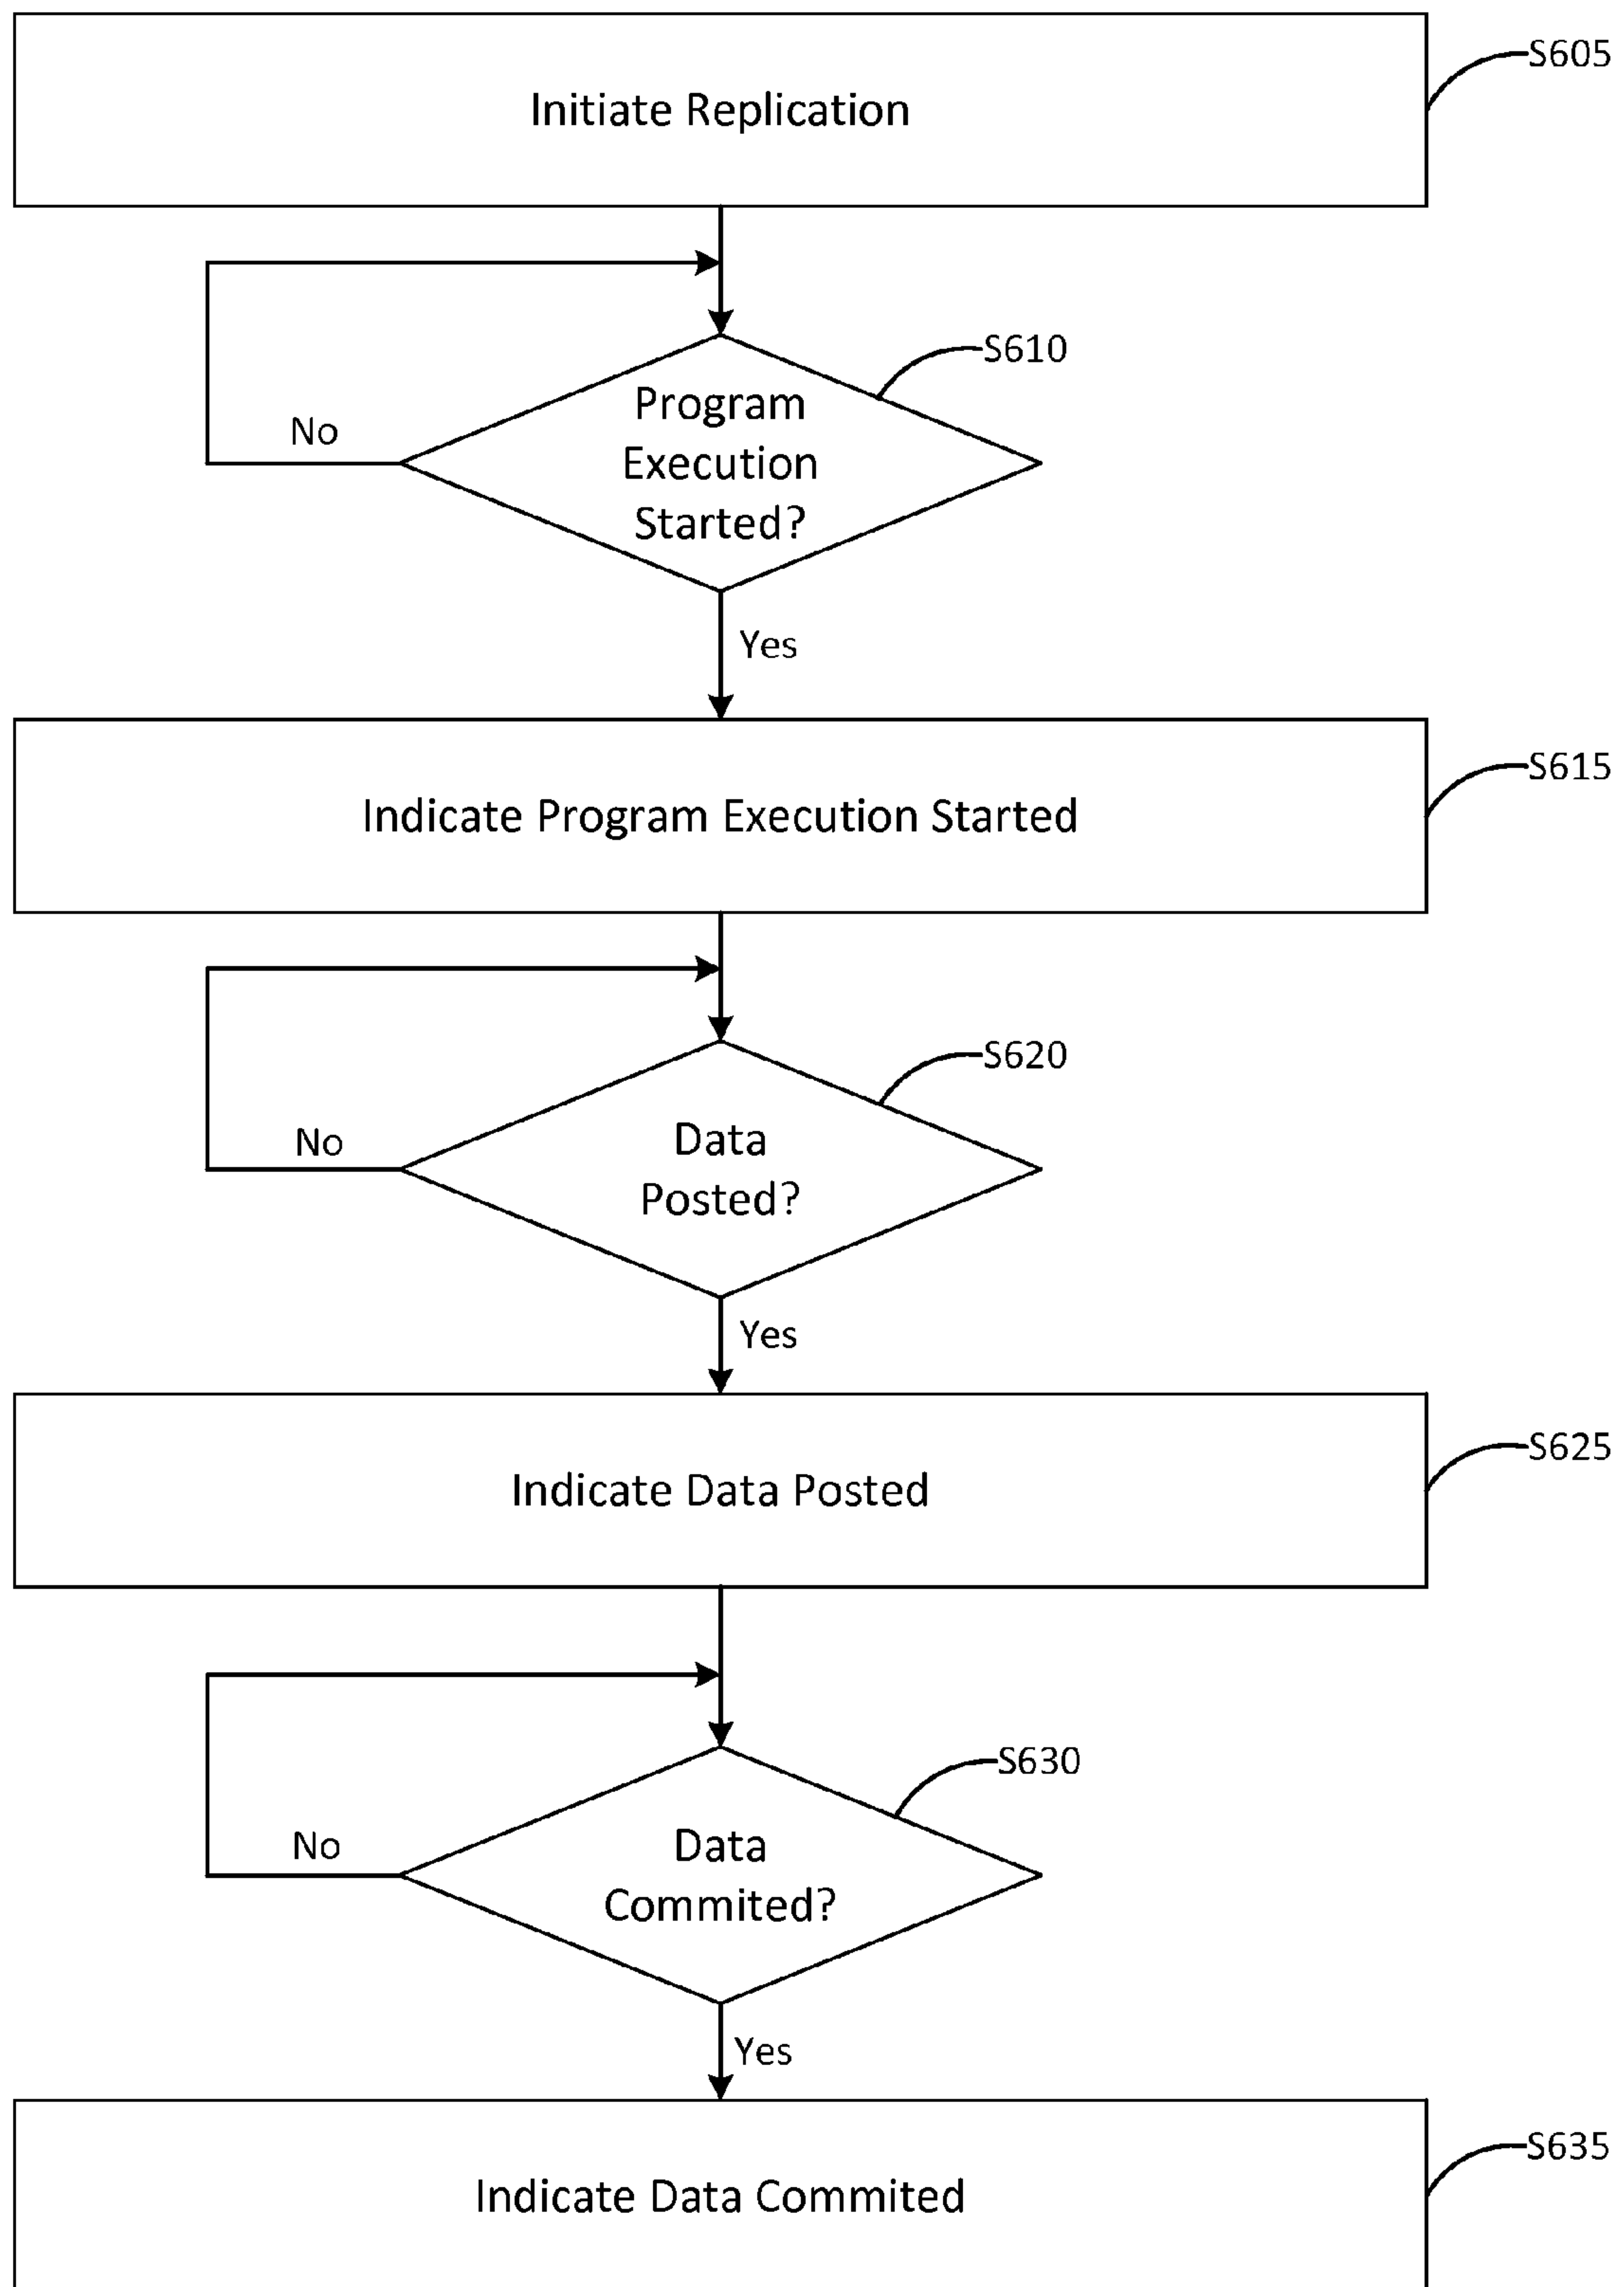 Initiate Replication
S605
S610
Program
Execution
Started?
No
Yes
Indicate Program Execution Started
S615
S620
Data
Posted?
No
Yes
Indicate Data Posted
S625
S630
Data
Commited?
No
Yes
Indicate Data Commited
S635